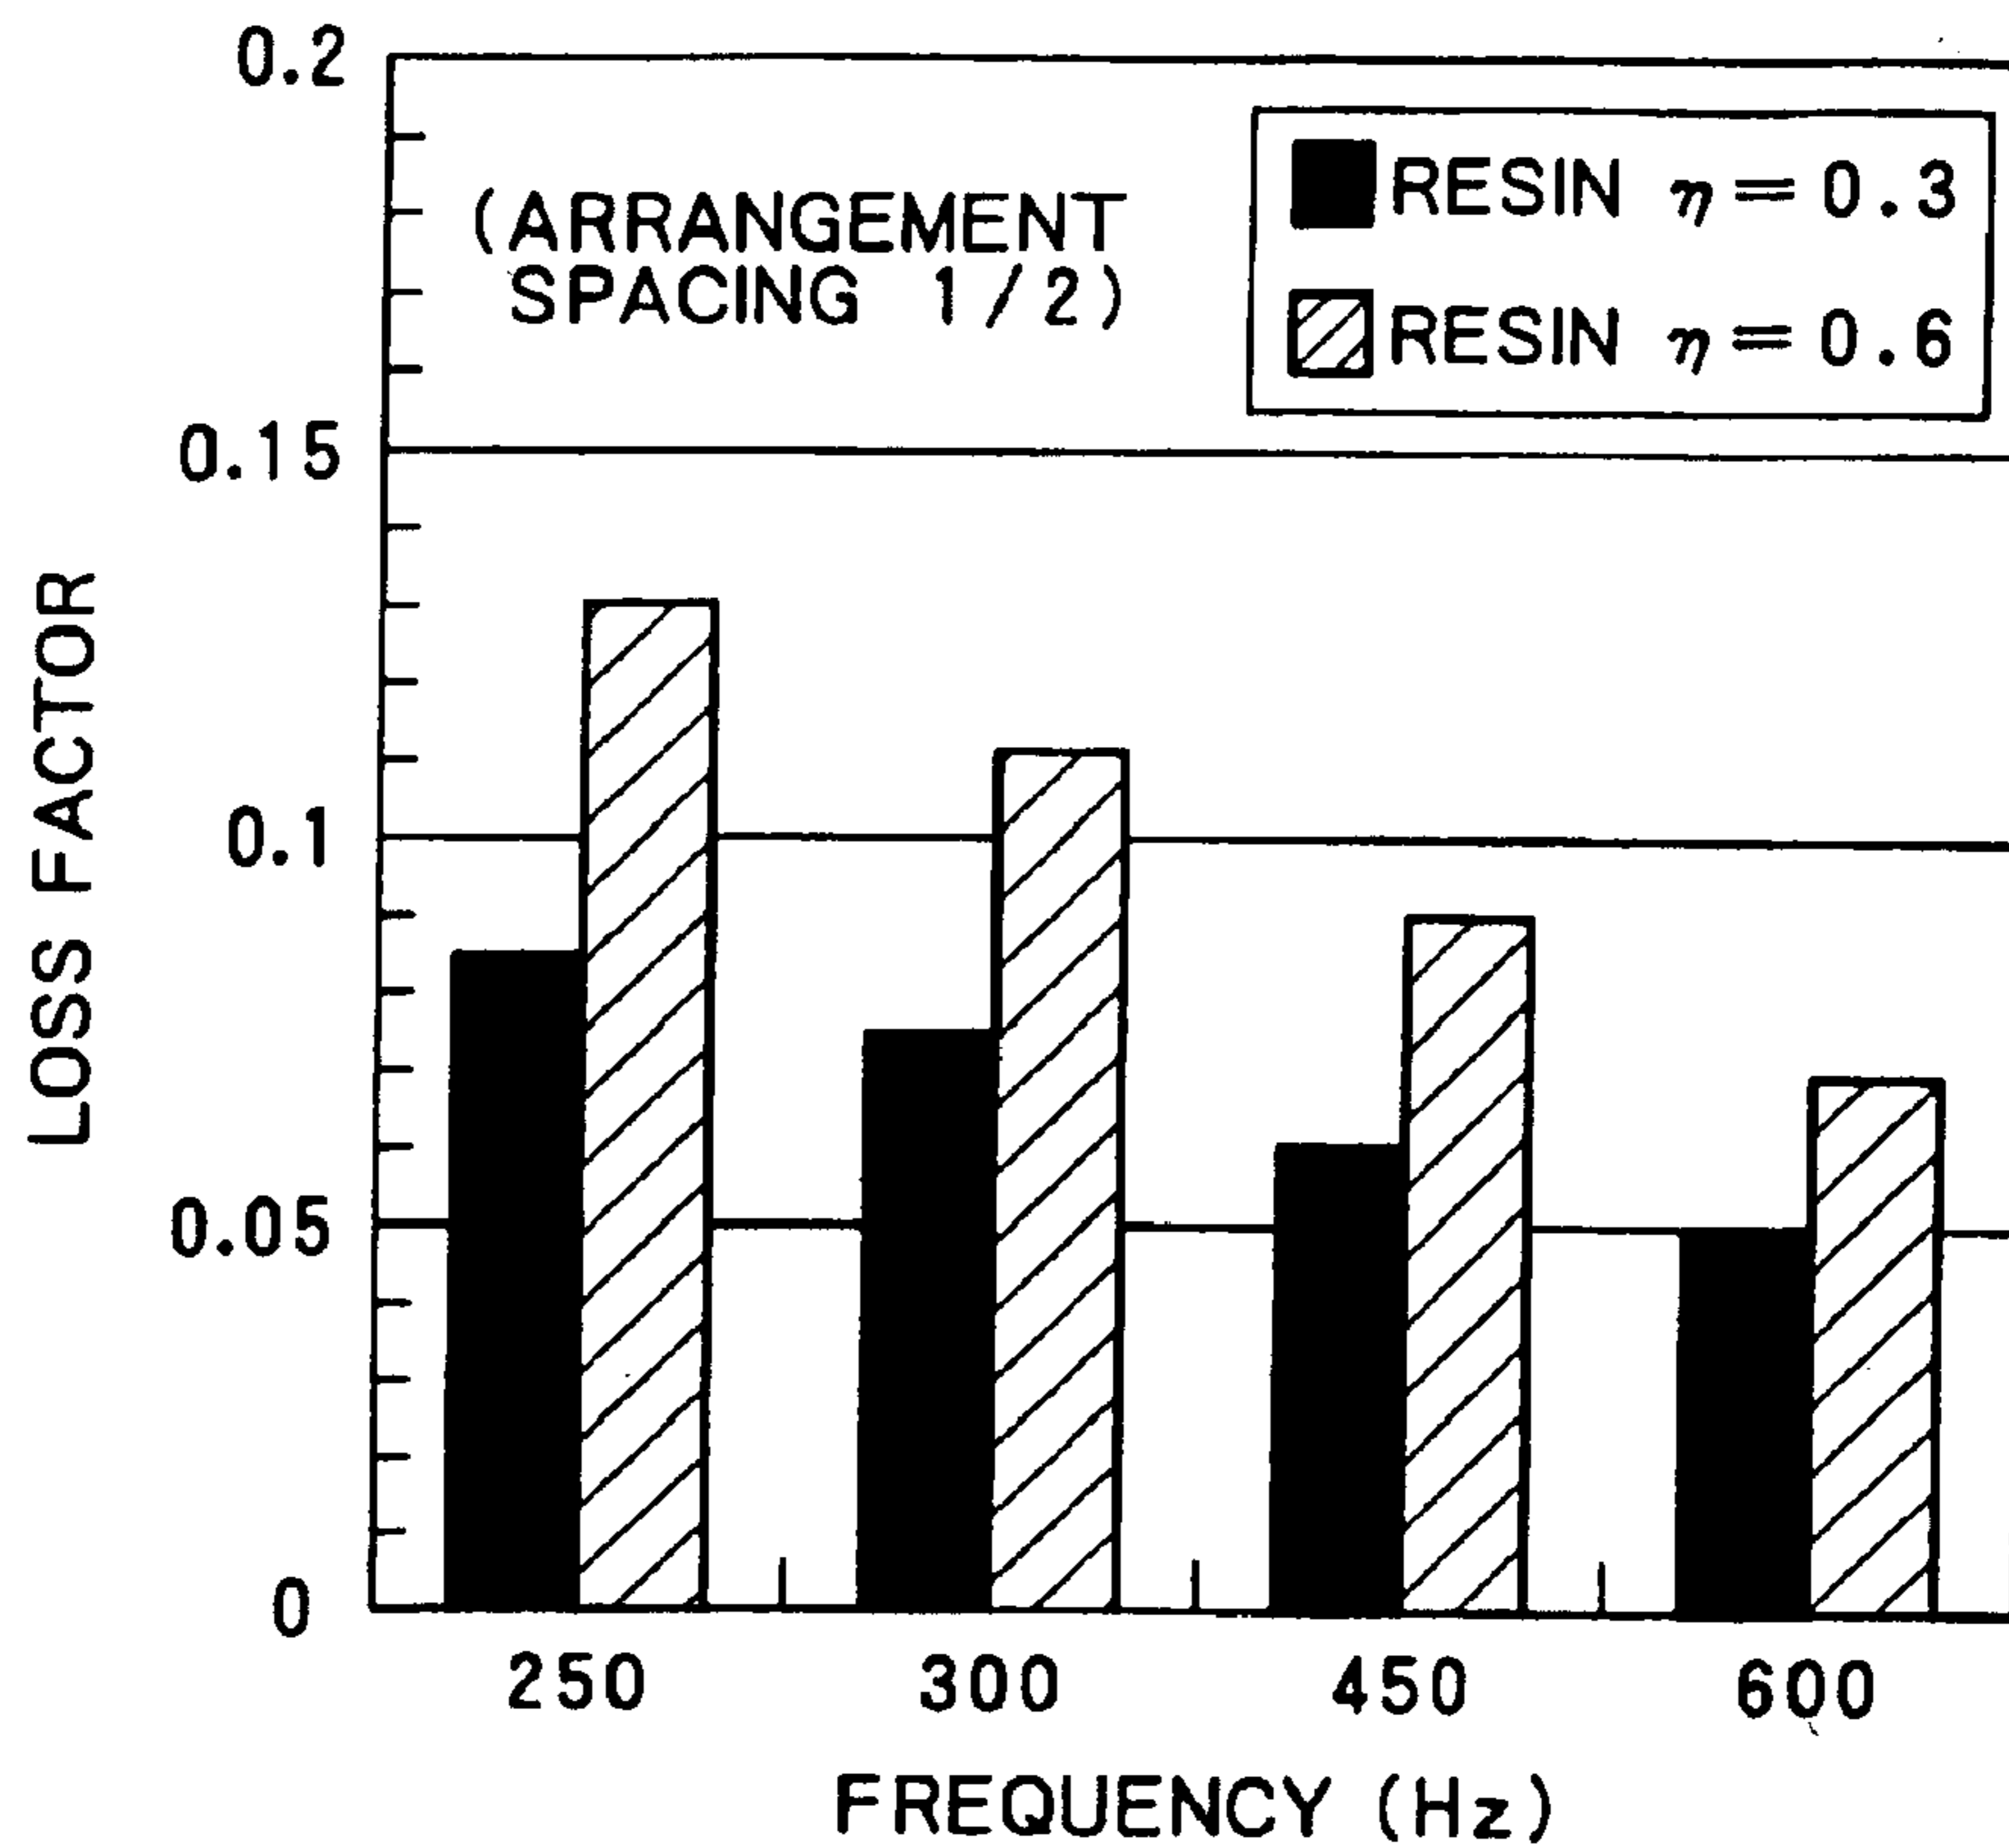 0.2
0.15
0.1
0.05
0
LOSS FACTOR
(ARRANGEMENT
SPACING 1/2)
RESIN η=0.3
RESIN η=0.6
250 300 450 600
FREQUENCY (Hz)